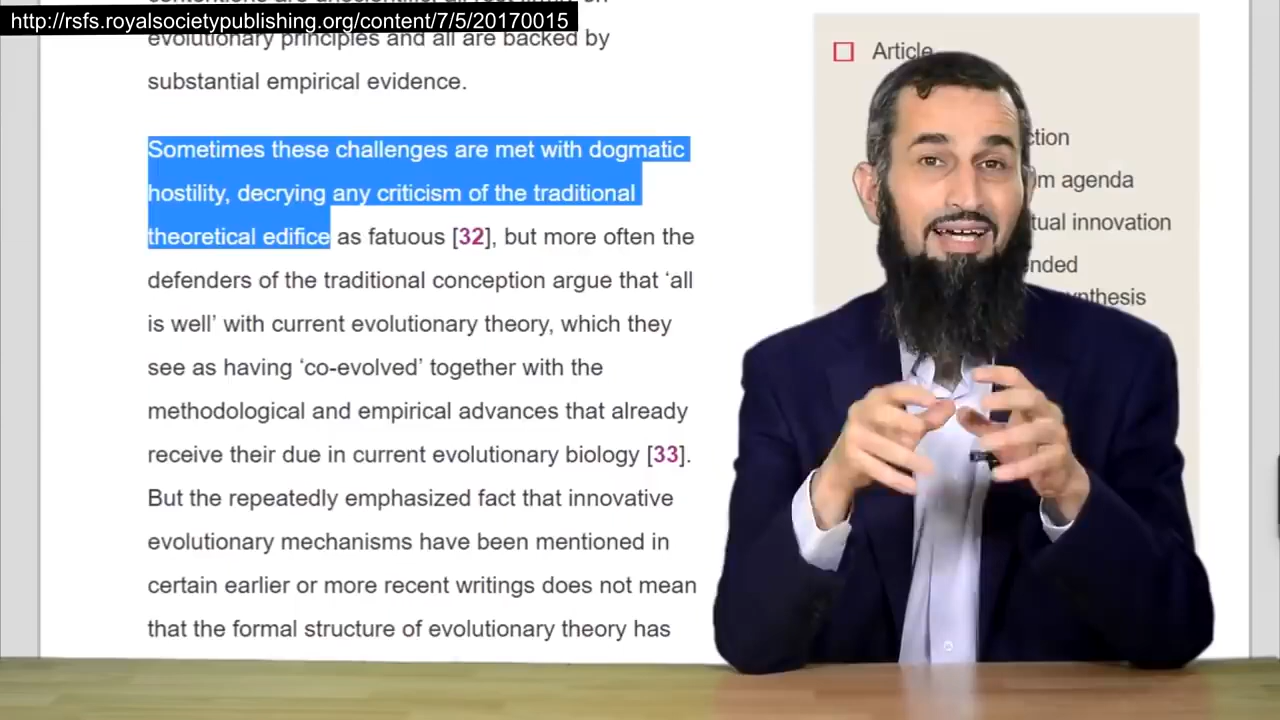 http://rsfs.royalsocietypublishing.org/content/7/5/20170015
evolutionary principles and all are backed by
substantial empirical evidence.
Sometimes these challenges are met with dogmatic
hostility, decrying any criticism of the traditional
theoretical edifice as fatuous [32], but more often the
defenders of the traditional conception argue that ‘all
is well’ with current evolutionary theory, which they
see as having ‘co-evolved’ together with the
methodological and empirical advances that already
receive their due in current evolutionary biology [33].
But the repeatedly emphasized fact that innovative
evolutionary mechanisms have been mentioned in
certain earlier or more recent writings does not mean
that the formal structure of evolutionary theory has
Article
ction
m agenda
tual innovation
nded
ynthesis